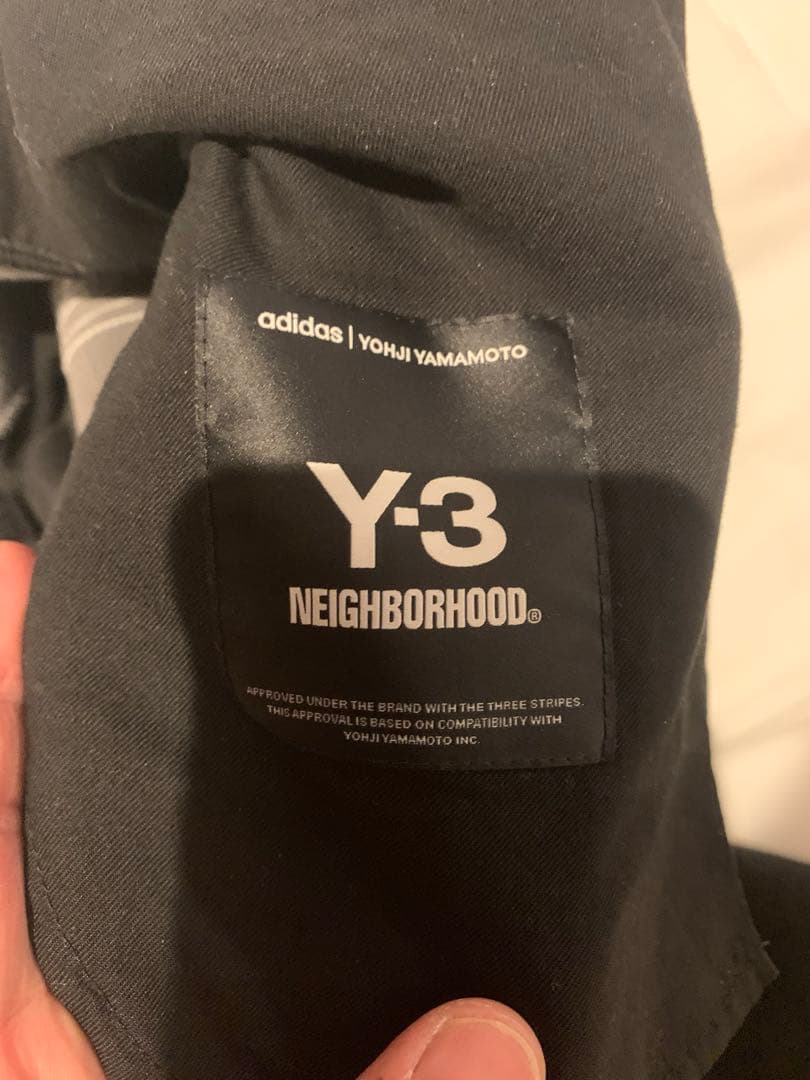 adidas | YOHJI YAMAMOTO
Y-3
NEIGHBORHOOD®
APPROVED UNDER THE BRAND WITH THE THREE STRIPES.
THIS APPROVAL IS BASED ON COMPATIBILITY WITH
YOHJI YAMAMOTO INC.